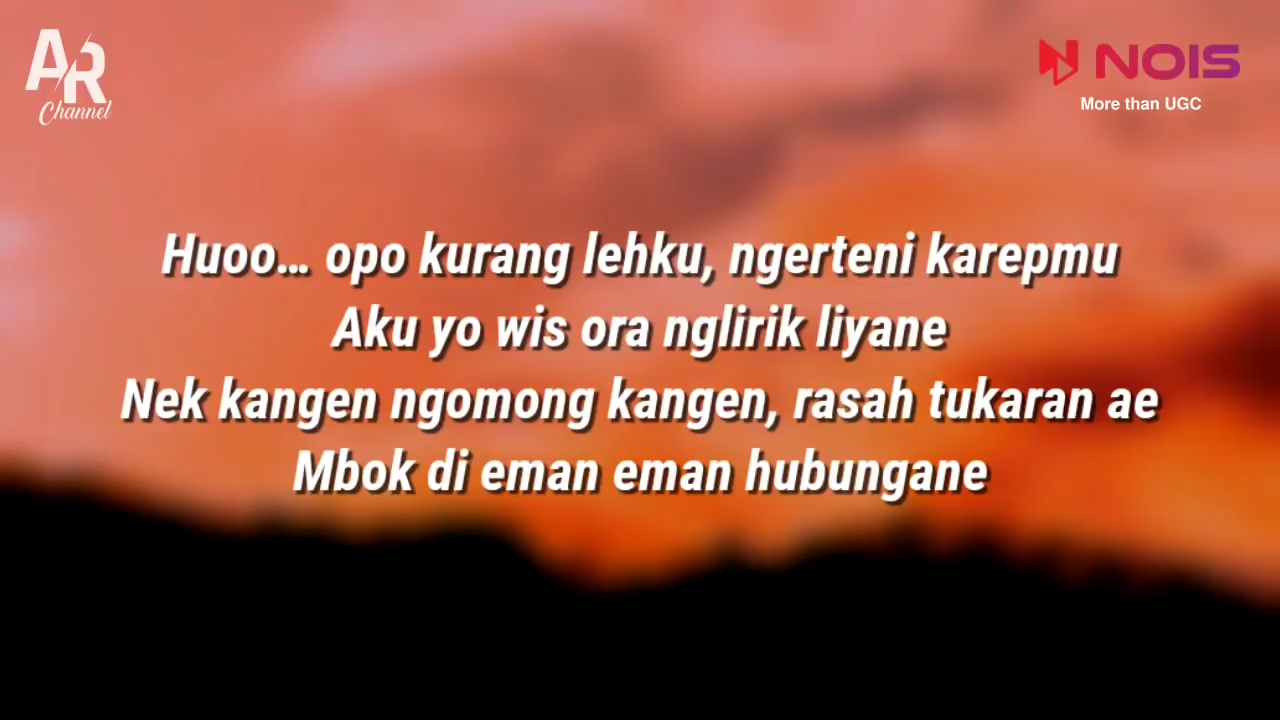 AR
Channel
NOIS
More than UGC
Huoo... opo kurang lehku, ngerteni karepmu
Aku yo wis ora nglirik liyane
Nek kangen ngomong kangen, rasah tukaran ae
Mbok di eman eman hubungane